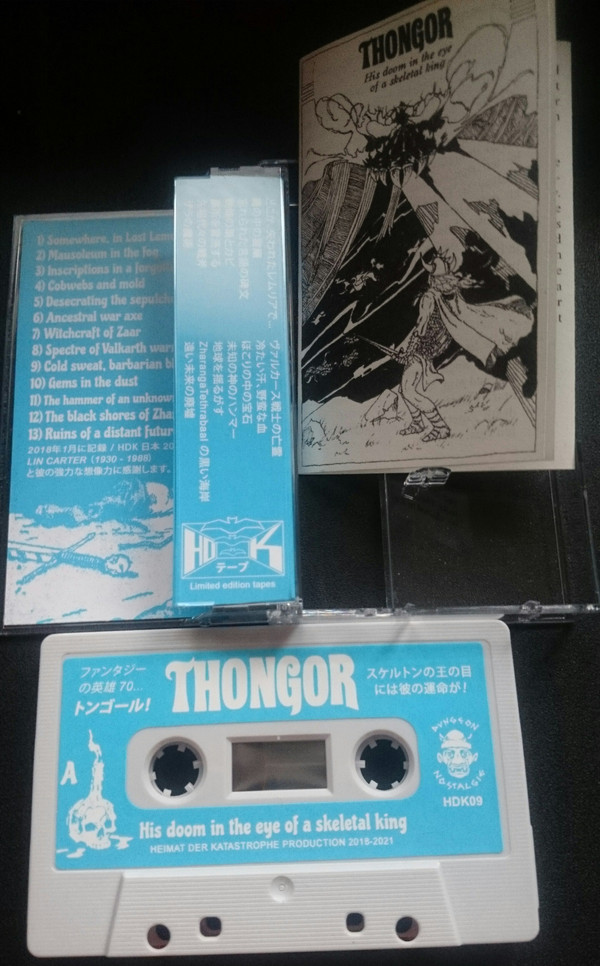 THONGOR
His doom in the eye
of a skeletal king
1) Somewhere, in Lost Lem
2) Mausoleum in the fog
3) Inscriptions in a forgott
4) Cobwebs and mold
5) Desecrating the sepulch
6) Ancestral war axe
7) Witchcraft of Zaar
8) Spectre of Valkarth warr
9) Cold sweat, barbarian bl
10) Gems in the dust
11) The hammer of an unknow
12) The black shores of Zha
13) Ruins of a distant futur
2018年1月に記録 / HDK 日本 20
LIN CARTER (1930 - 1988)
と彼の強力な想像力に感謝します。
ヴァルカース戦士の亡霊
冷たい汗、野蛮な血
ほこりの中の宝石
未知の神のハンマー
地球を揺るがす
ZharangaTethrabaal の黒い海岸
遠い未来の廃墟
HDK
テープ
Limited edition tapes
ファンタジー
の英雄 70...
トンゴール!
THONGOR
スケルトンの王の目
には彼の運命が!
A
DUNGEON
NOSTALGIE
HDK09
His doom in the eye of a skeletal king
HEIMAT DER KATASTROPHE PRODUCTION 2018-2021